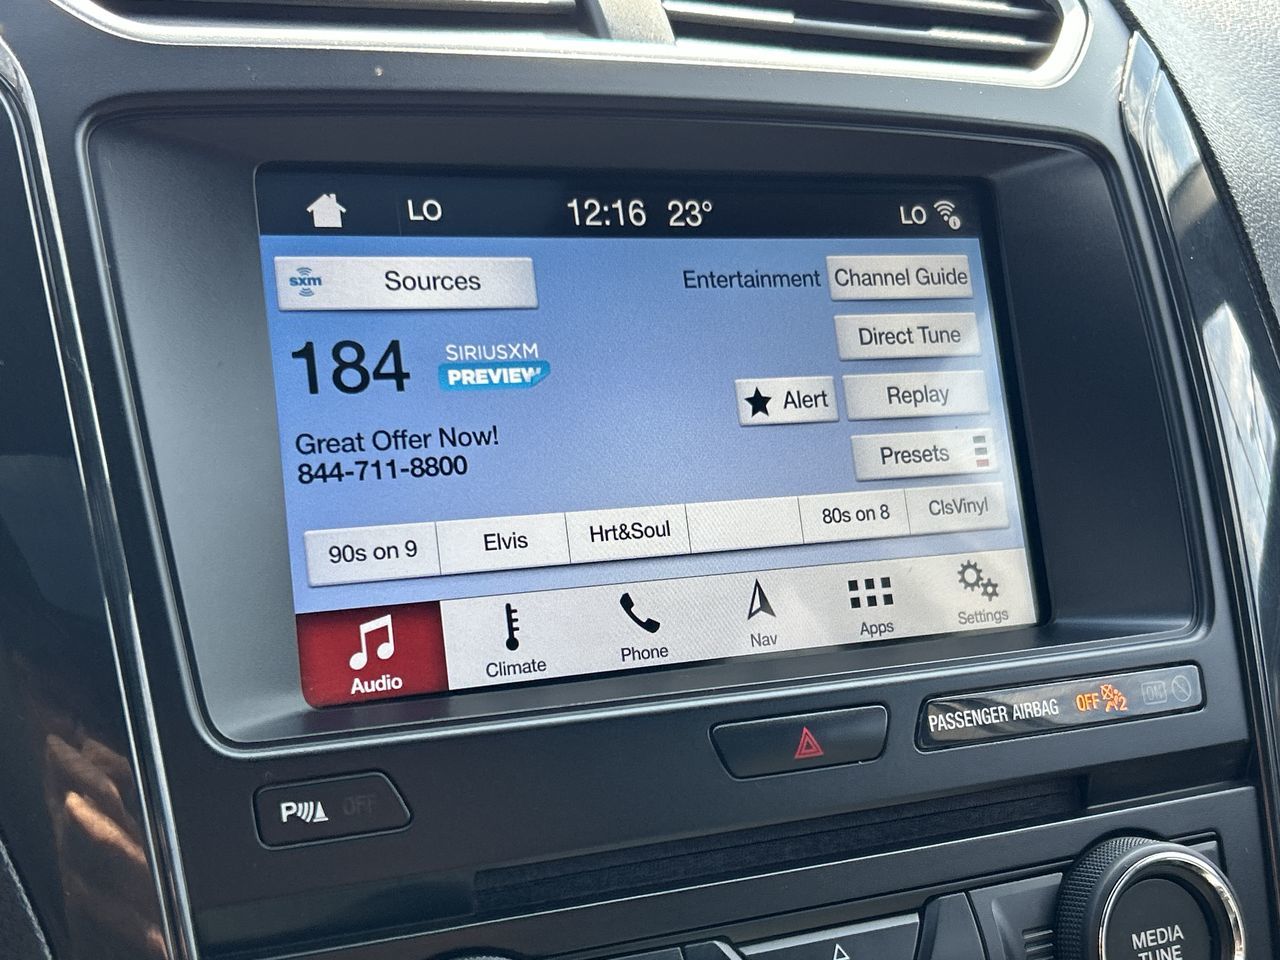 LO 12:16 23° LO
sxm Sources
Entertainment Channel Guide
184 SIRIUSXM
PREVIEW
Direct Tune
Alert Replay
Great Offer Now!
844-711-8800
Presets
90s on 9 Elvis Hrt&Soul 80s on 8 ClsVinyl
Audio Climate Phone Nav Apps Settings
PASSENGER AIRBAG OFF 2 ON
P OFF
MEDIA
TUNE